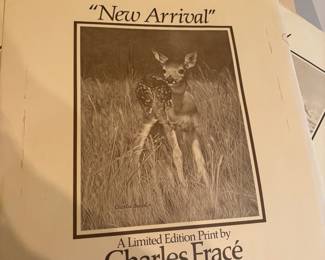 "New Arrival"
A Limited Edition Print by
Charles Fracé